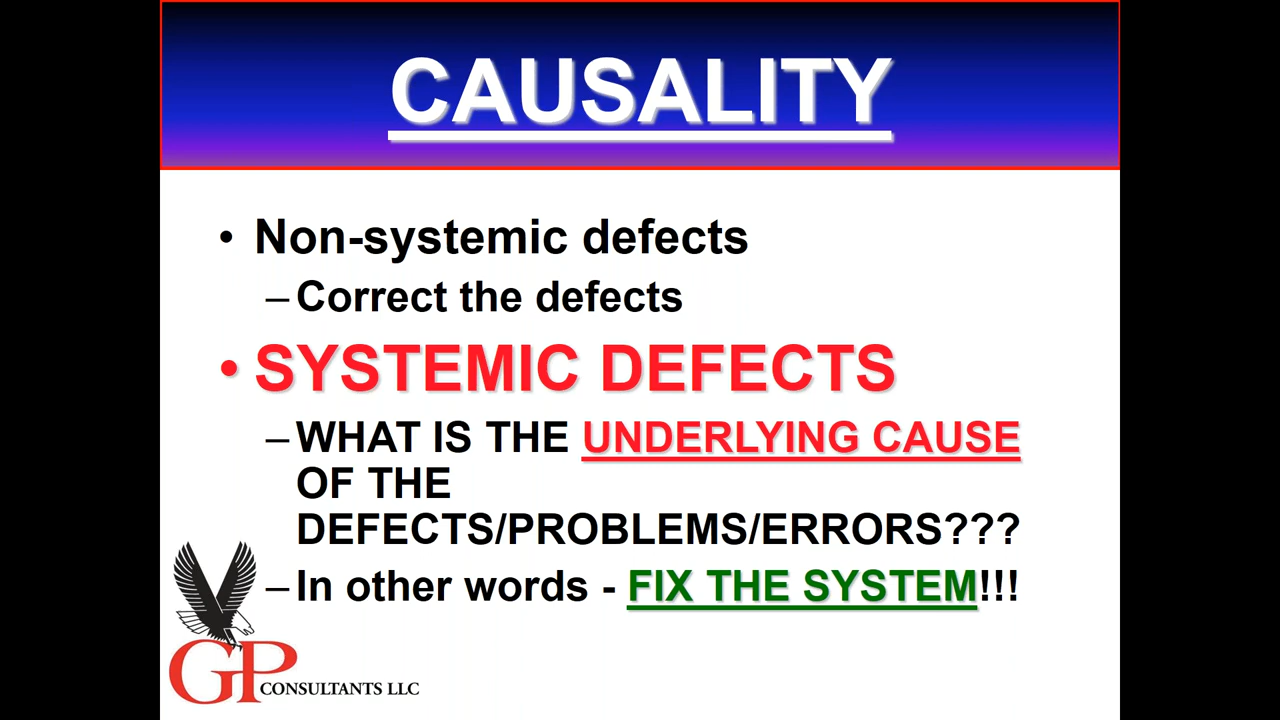 CAUSALITY
• Non-systemic defects
–Correct the defects
• SYSTEMIC DEFECTS
–WHAT IS THE UNDERLYING CAUSE
OF THE
DEFECTS/PROBLEMS/ERRORS???
–In other words - FIX THE SYSTEM!!!
GP CONSULTANTS LLC